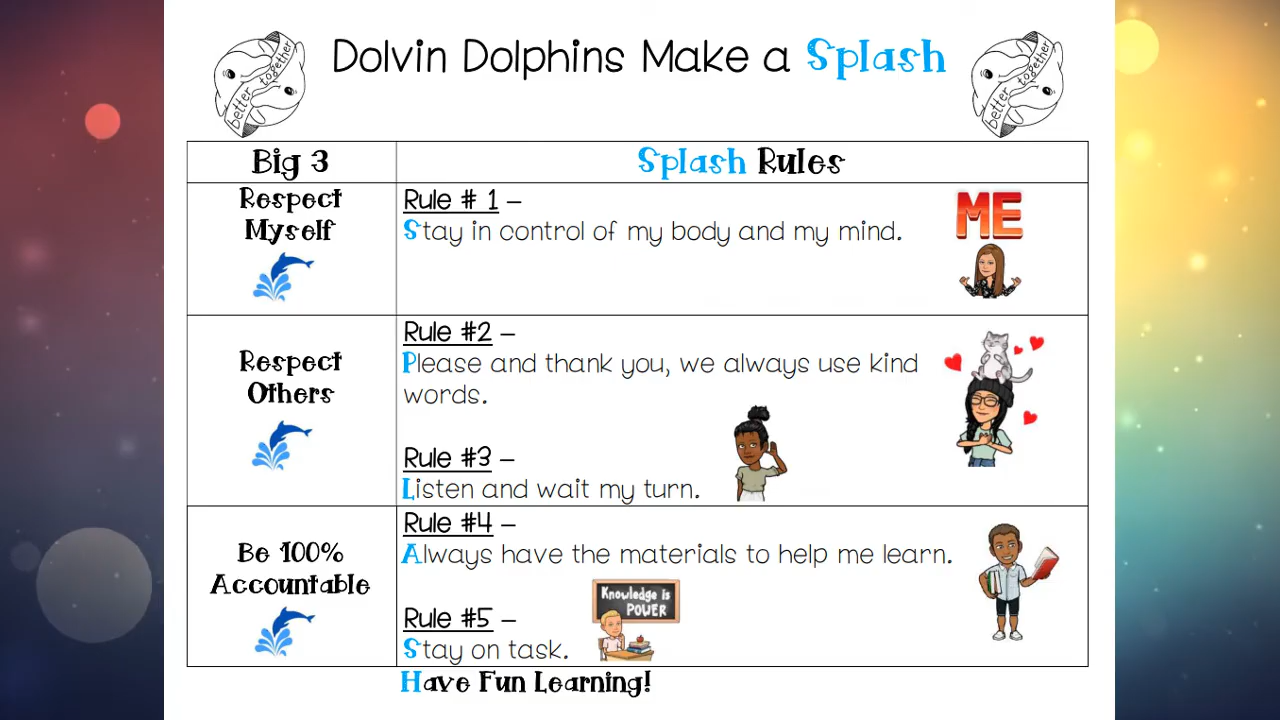 Dolvin Dolphins Make a Splash
better together
better together
Big 3
Splash Rules
Respect
Myself
Rule # 1 –
Stay in control of my body and my mind.
ME
Respect
Others
Rule #2 –
Please and thank you, we always use kind
words.
Rule #3 –
Listen and wait my turn.
Be 100%
Accountable
Rule #4 –
Always have the materials to help me learn.
Knowledge is
POWER
Rule #5 –
Stay on task.
Have Fun Learning!